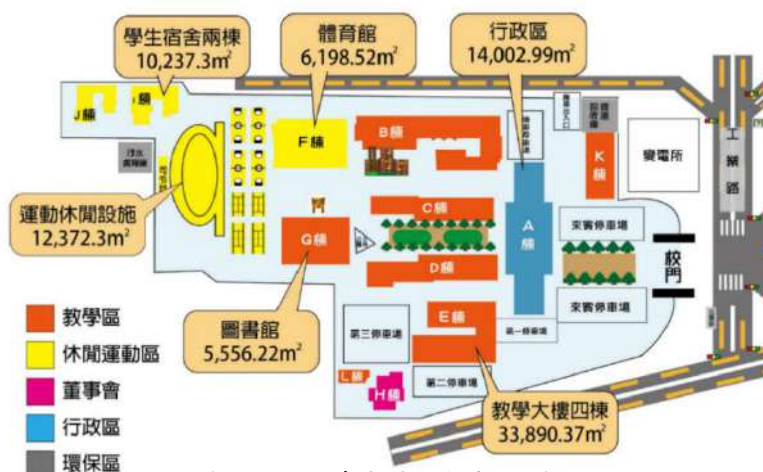 學生宿舍兩棟
10,237.3m²
體育館
6,198.52m²
行政區
14,002.99m²
J棟
F棟
B棟
K棟
變電所
工業路
運動休閒設施
12,372.3m²
C棟
A棟
來賓停車場
G棟
D棟
校門
來賓停車場
E棟
教學區
圖書館
5,556.22m²
第三停車場
第一停車場
休閒運動區
L棟
第二停車場
董事會
H棟
教學大樓四棟
33,890.37m²
行政區
環保區